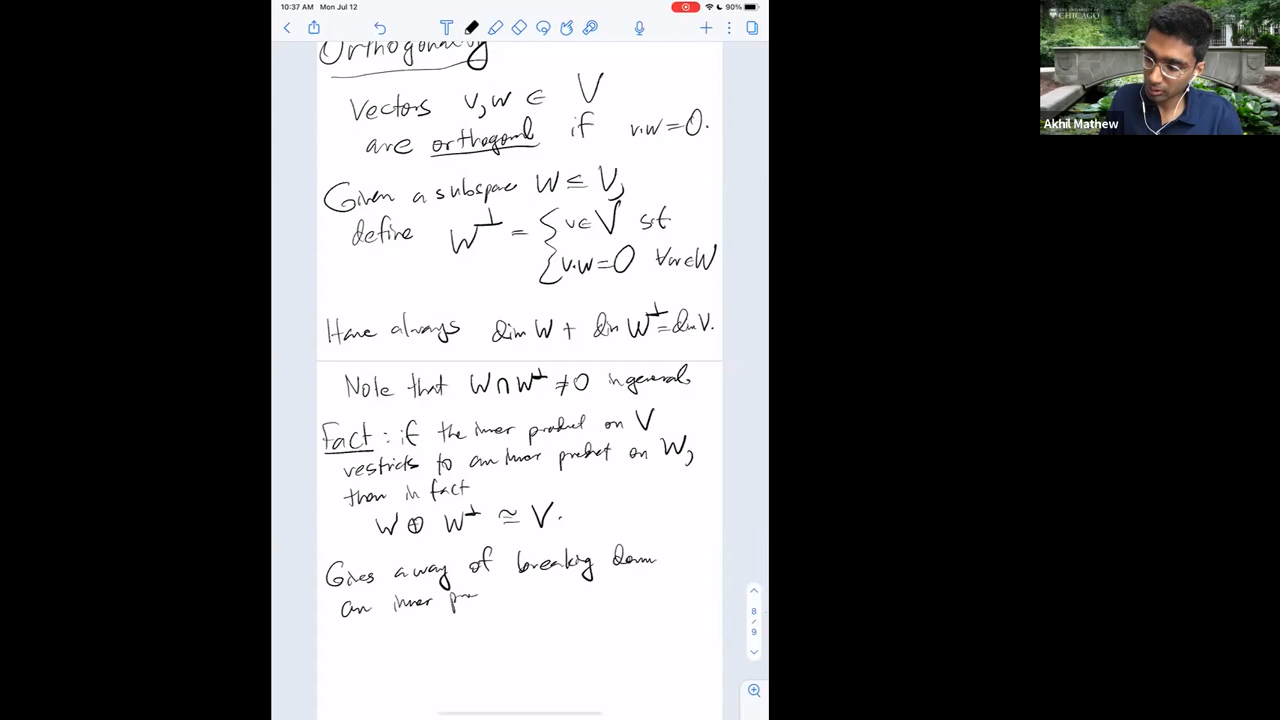 10:37 AM Mon Jul 12
90%
Orthogonality
Vectors v, w ∈ V
are orthogonal if v·w = 0.
Given a subspace W ⊆ V,
define W^⊥ = { v ∈ V s.t.
v·w = 0 ∀ w ∈ W
Have always dim W + dim W^⊥ = dim V.
Note that W ∩ W^⊥ ≠ 0 in general.
Fact: if the inner product on V
restricts to an inner product on W,
then in fact
W ⊕ W^⊥ ≅ V.
Gives a way of breaking down
an inner pro
8
/
9
THE UNIVERSITY OF
CHICAGO
Akhil Mathew